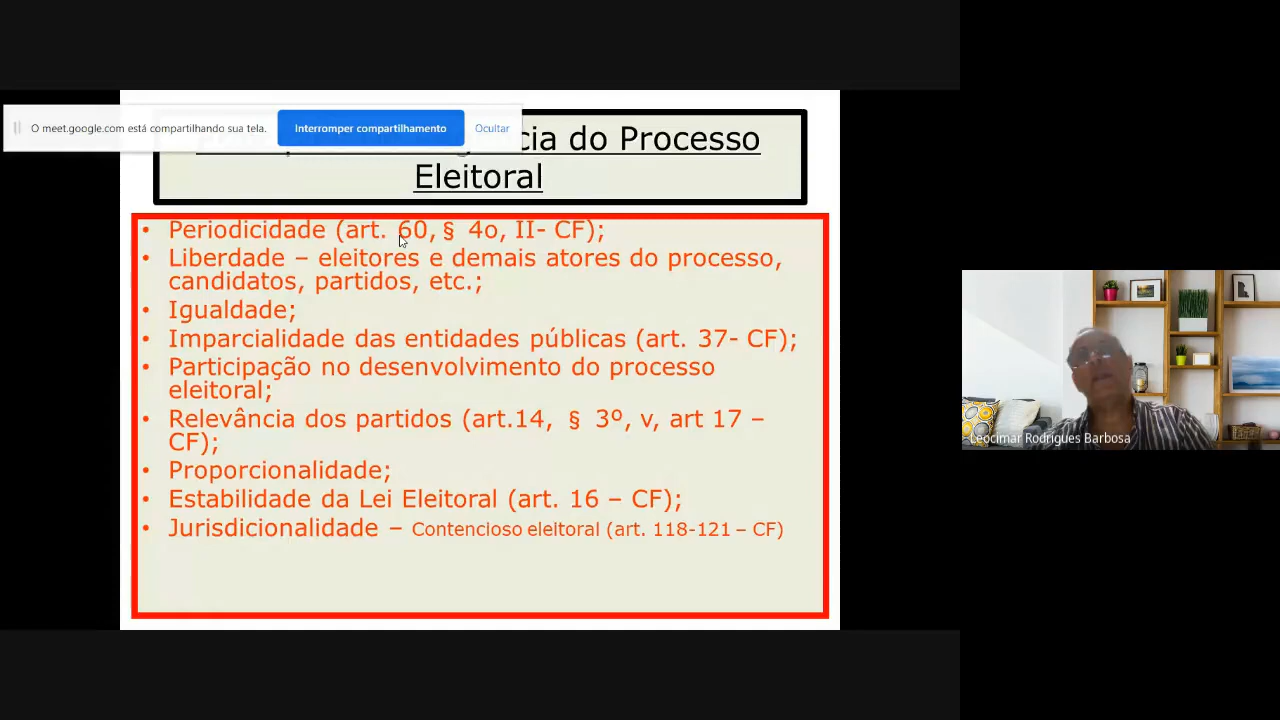 O meet.google.com está compartilhando sua tela.
Interromper compartilhamento
Ocultar
do Processo
Eleitoral
• Periodicidade (art. 60, § 4o, II- CF);
• Liberdade – eleitores e demais atores do processo,
candidatos, partidos, etc.;
• Igualdade;
• Imparcialidade das entidades públicas (art. 37- CF);
• Participação no desenvolvimento do processo
eleitoral;
• Relevância dos partidos (art.14, § 3º, v, art 17 –
CF);
• Proporcionalidade;
• Estabilidade da Lei Eleitoral (art. 16 – CF);
• Jurisdicionalidade – Contencioso eleitoral (art. 118-121 – CF)
Leocimar Rodrigues Barbosa